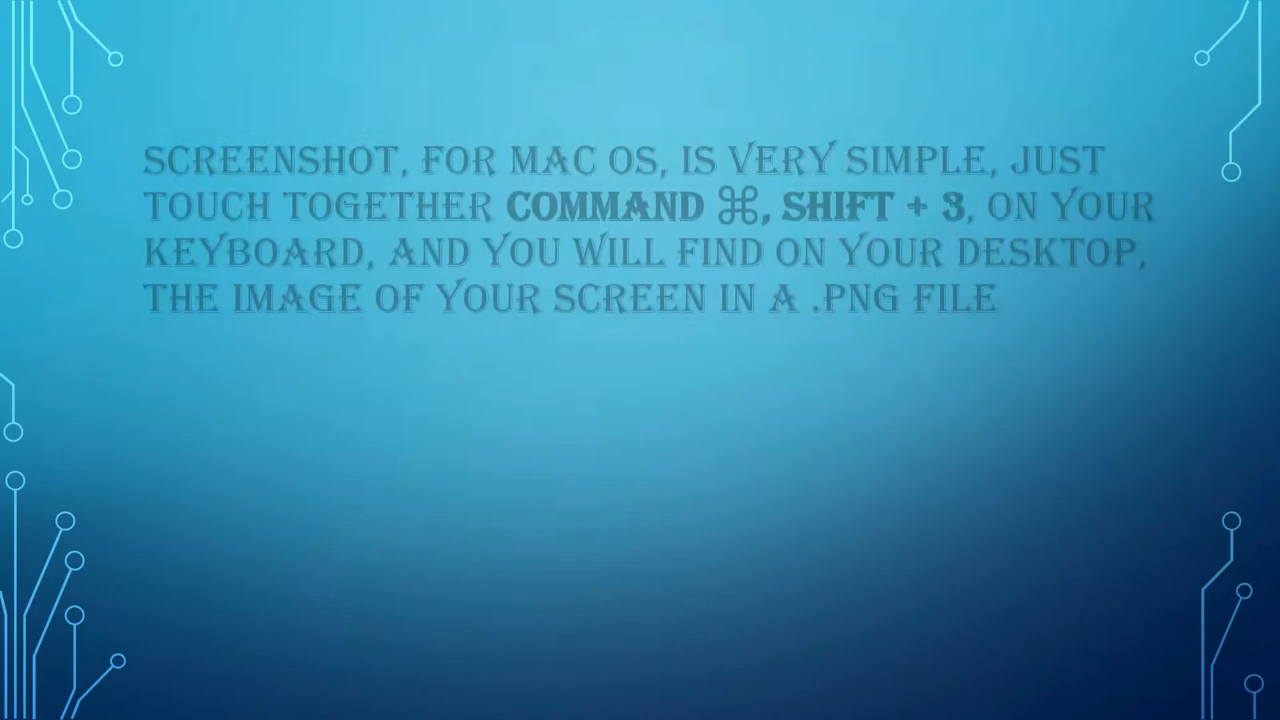 SCREENSHOT, FOR MAC OS, IS VERY SIMPLE, JUST
TOUCH TOGETHER COMMAND ⌘, SHIFT + 3, ON YOUR
KEYBOARD, AND YOU WILL FIND ON YOUR DESKTOP,
THE IMAGE OF YOUR SCREEN IN A .PNG FILE